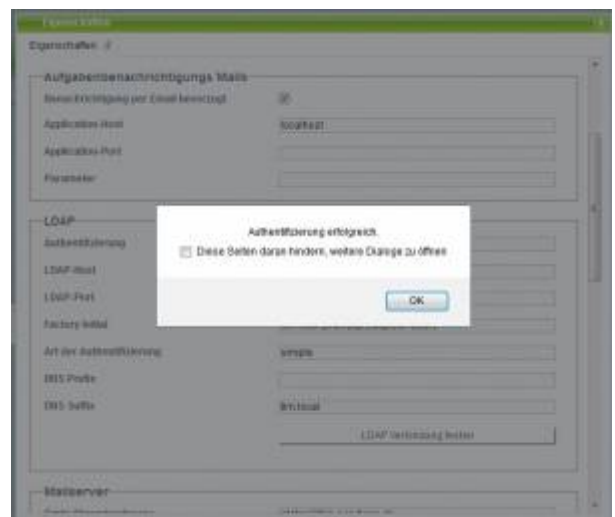 Eigenschaften
Eigenschaften
Aufgabenbenachrichtigungs Mails
Benachrichtigung per Email bevorzugt
Application-Host
localhost
Application-Port
Parameter
LDAP
Authentifizierung
LDAP-Host
LDAP-Port
Factory Initial
Art der Authentifizierung
simple
DNS Prefix
DNS Suffix
LDAP Verbindung testen
Authentifizierung erfolgreich.
Diese Seiten daran hindern, weitere Dialoge zu öffnen
OK
Mailserver